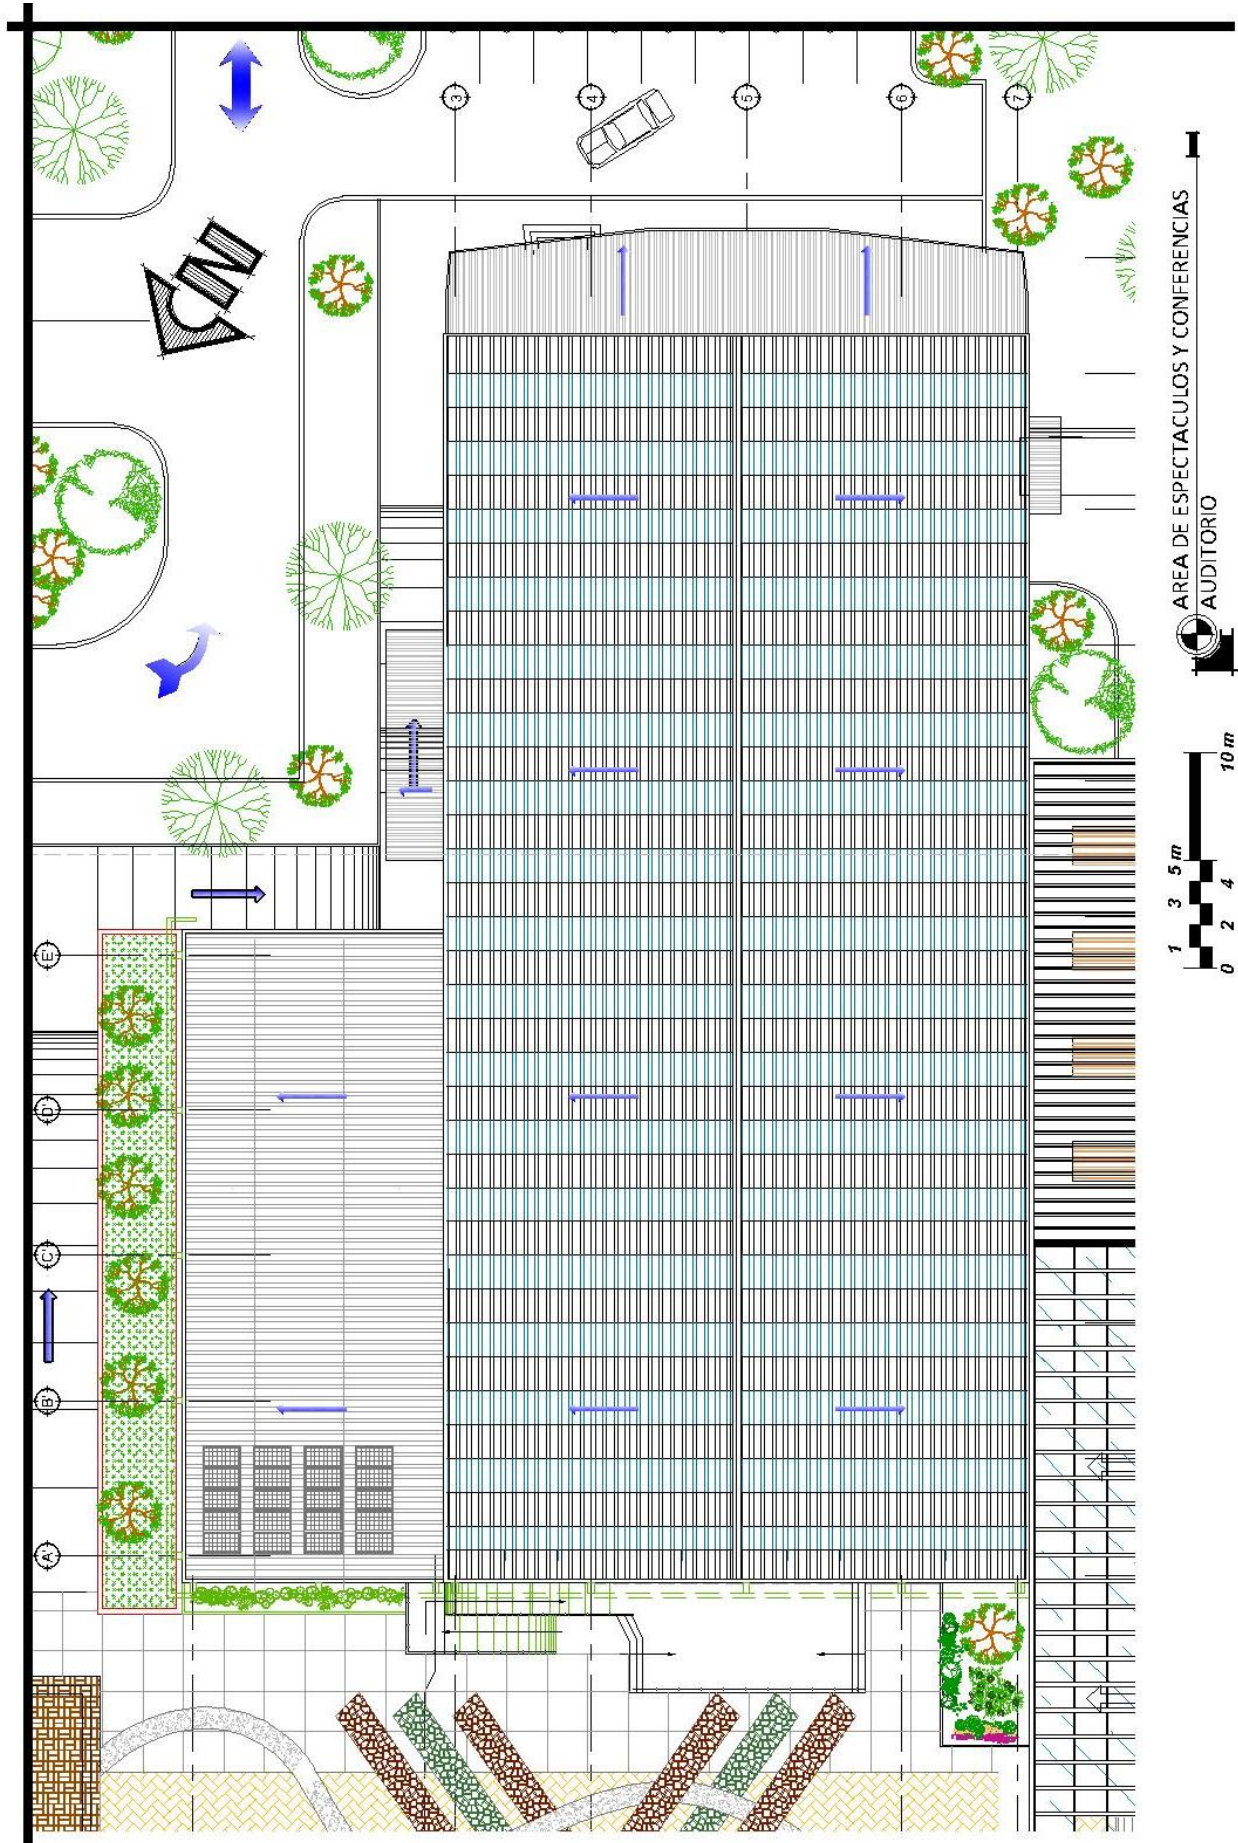 3
4
5
6
7
N
E'
D'
C'
B'
A'
AREA DE ESPECTACULOS Y CONFERENCIAS
AUDITORIO
1 3 5 m
0 2 4 10 m